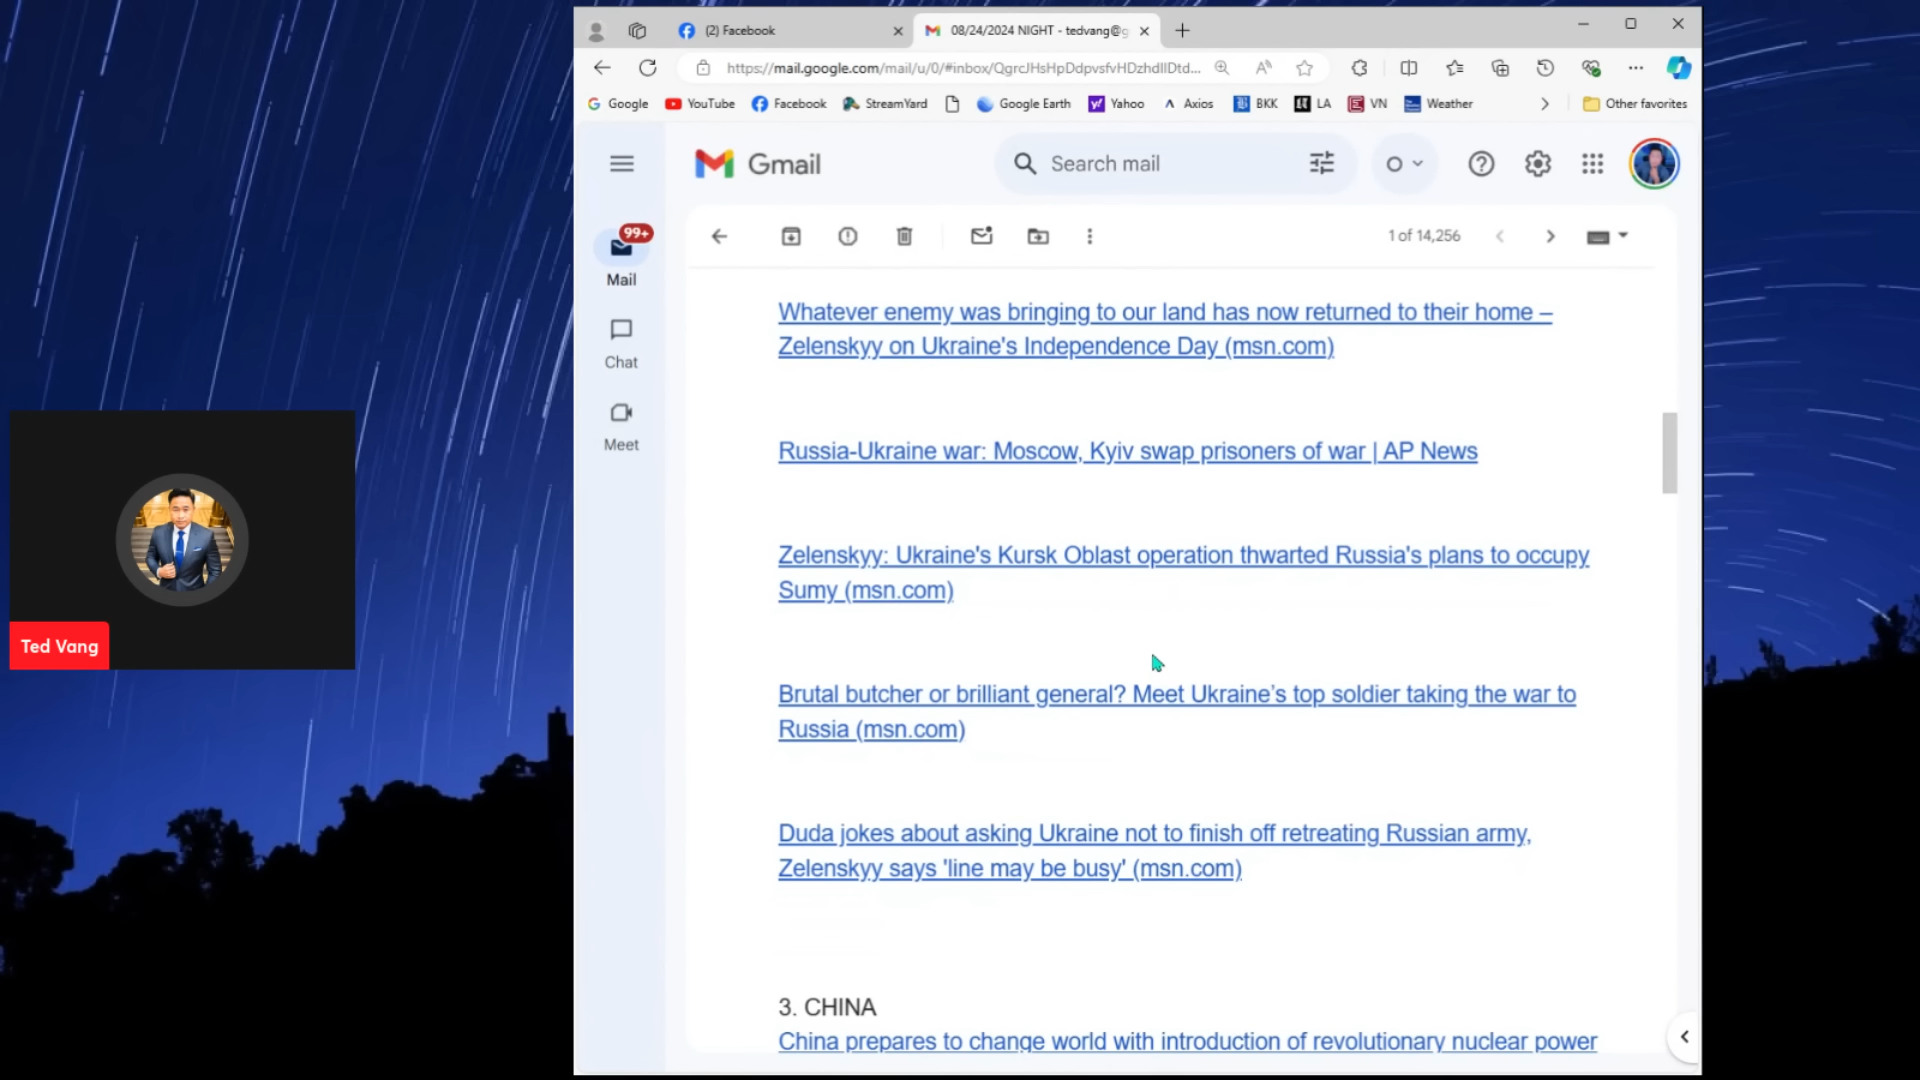 (2) Facebook
08/24/2024 NIGHT - tedvang@g
https://mail.google.com/mail/u/0/#inbox/QgrcJHsHpDdpvsfvHDzhdllDtd...
Google YouTube Facebook StreamYard Google Earth Yahoo Axios BKK LA VN Weather Other favorites
Gmail
Search mail
99+
Mail
1 of 14,256
Chat
Meet
Whatever enemy was bringing to our land has now returned to their home –
Zelenskyy on Ukraine's Independence Day (msn.com)
Russia-Ukraine war: Moscow, Kyiv swap prisoners of war | AP News
Zelenskyy: Ukraine's Kursk Oblast operation thwarted Russia's plans to occupy
Sumy (msn.com)
Brutal butcher or brilliant general? Meet Ukraine’s top soldier taking the war to
Russia (msn.com)
Duda jokes about asking Ukraine not to finish off retreating Russian army,
Zelenskyy says 'line may be busy' (msn.com)
3. CHINA
China prepares to change world with introduction of revolutionary nuclear power
Ted Vang